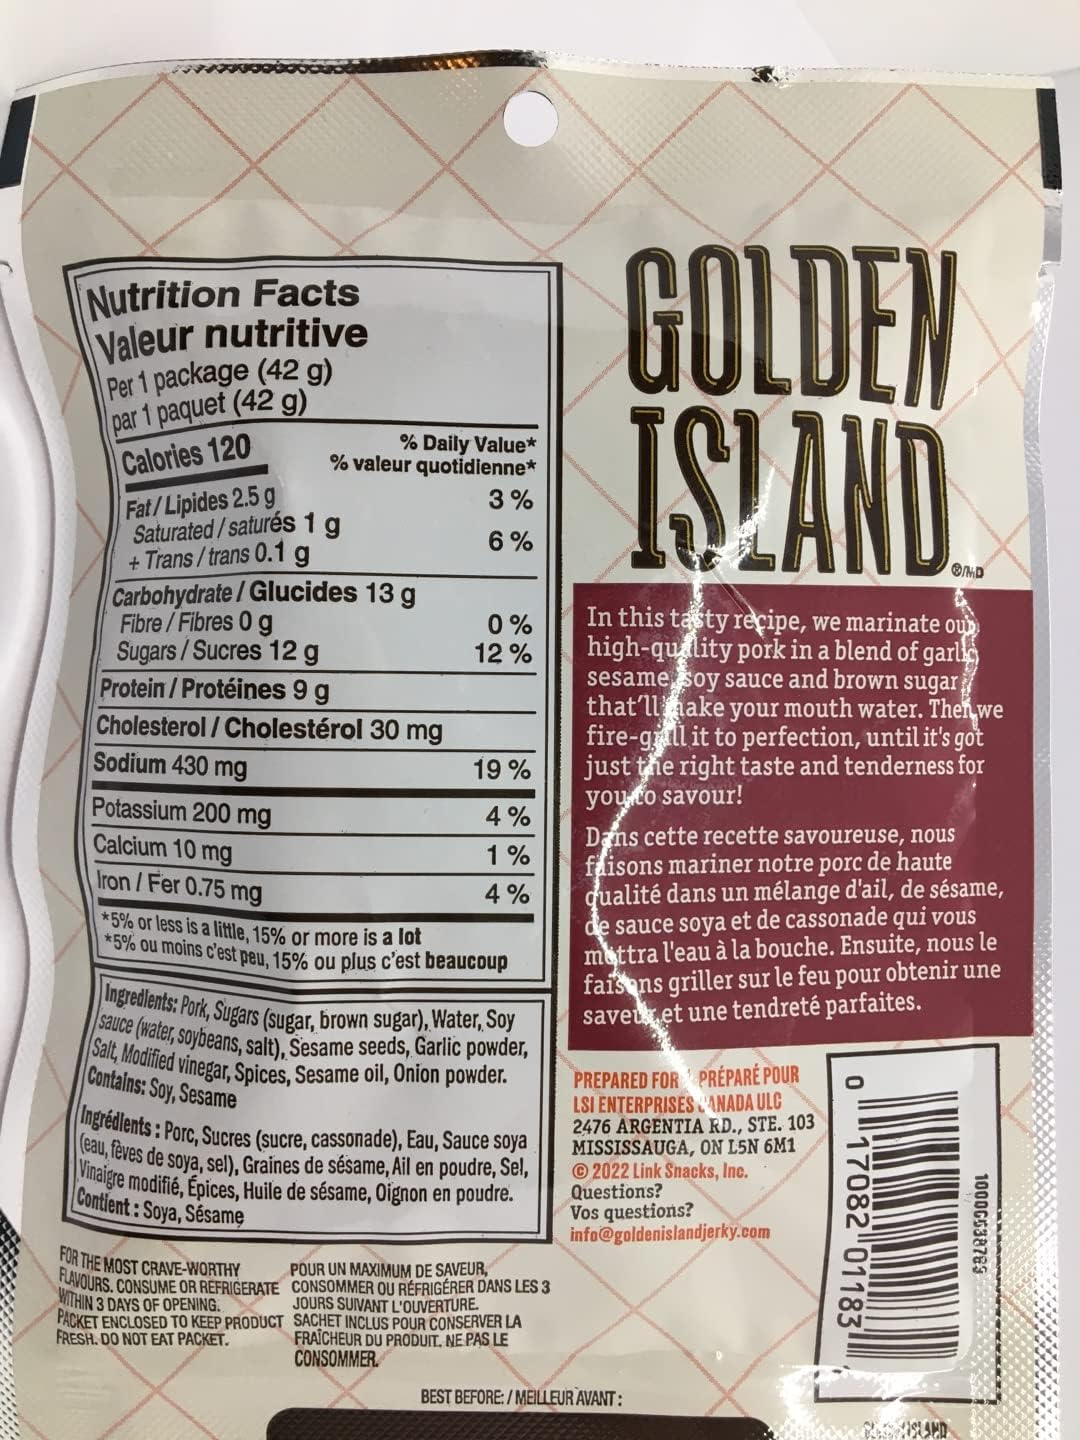 Nutrition Facts
Valeur nutritive
Per 1 package (42 g)
par 1 paquet (42 g)
Calories 120
% Daily Value*
% valeur quotidienne*
Fat / Lipides 2.5 g 3 %
Saturated / saturés 1 g
+ Trans / trans 0.1 g 6 %
Carbohydrate / Glucides 13 g
Fibre / Fibres 0 g 0 %
Sugars / Sucres 12 g 12 %
Protein / Protéines 9 g
Cholesterol / Cholestérol 30 mg
Sodium 430 mg 19 %
Potassium 200 mg 4 %
Calcium 10 mg 1 %
Iron / Fer 0.75 mg 4 %
*5% or less is a little, 15% or more is a lot
*5% ou moins c'est peu, 15% ou plus c'est beaucoup
Ingredients: Pork, Sugars (sugar, brown sugar), Water, Soy
sauce (water, soybeans, salt), Sesame seeds, Garlic powder,
Salt, Modified vinegar, Spices, Sesame oil, Onion powder.
Contains: Soy, Sesame
Ingrédients : Porc, Sucres (sucre, cassonade), Eau, Sauce soya
(eau, fèves de soya, sel), Graines de sésame, Ail en poudre, Sel,
Vinaigre modifié, Épices, Huile de sésame, Oignon en poudre.
Contient : Soya, Sésame
FOR THE MOST CRAVE-WORTHY
FLAVOURS. CONSUME OR REFRIGERATE
WITHIN 3 DAYS OF OPENING.
PACKET ENCLOSED TO KEEP PRODUCT
FRESH. DO NOT EAT PACKET.
POUR UN MAXIMUM DE SAVEUR,
CONSOMMER OU RÉFRIGÉRER DANS LES 3
JOURS SUIVANT L'OUVERTURE.
SACHET INCLUS POUR CONSERVER LA
FRAÎCHEUR DU PRODUIT. NE PAS LE
CONSOMMER.
BEST BEFORE: / MEILLEUR AVANT :
GOLDEN
ISLAND
®/MD
In this tasty recipe, we marinate our
high-quality pork in a blend of garlic,
sesame, soy sauce and brown sugar
that'll make your mouth water. Then we
fire-grill it to perfection, until it's got
just the right taste and tenderness for
you to savour!
Dans cette recette savoureuse, nous
faisons mariner notre porc de haute
qualité dans un mélange d'ail, de sésame,
de sauce soya et de cassonade qui vous
mettra l'eau à la bouche. Ensuite, nous le
faisons griller sur le feu pour obtenir une
saveur et une tendreté parfaites.
PREPARED FOR / PRÉPARÉ POUR
LSI ENTERPRISES CANADA ULC
2476 ARGENTIA RD., STE. 103
MISSISSAUGA, ON L5N 6M1
© 2022 Link Snacks, Inc.
Questions?
Vos questions?
info@goldenislandjerky.com
0 17082 01183
ISLAND